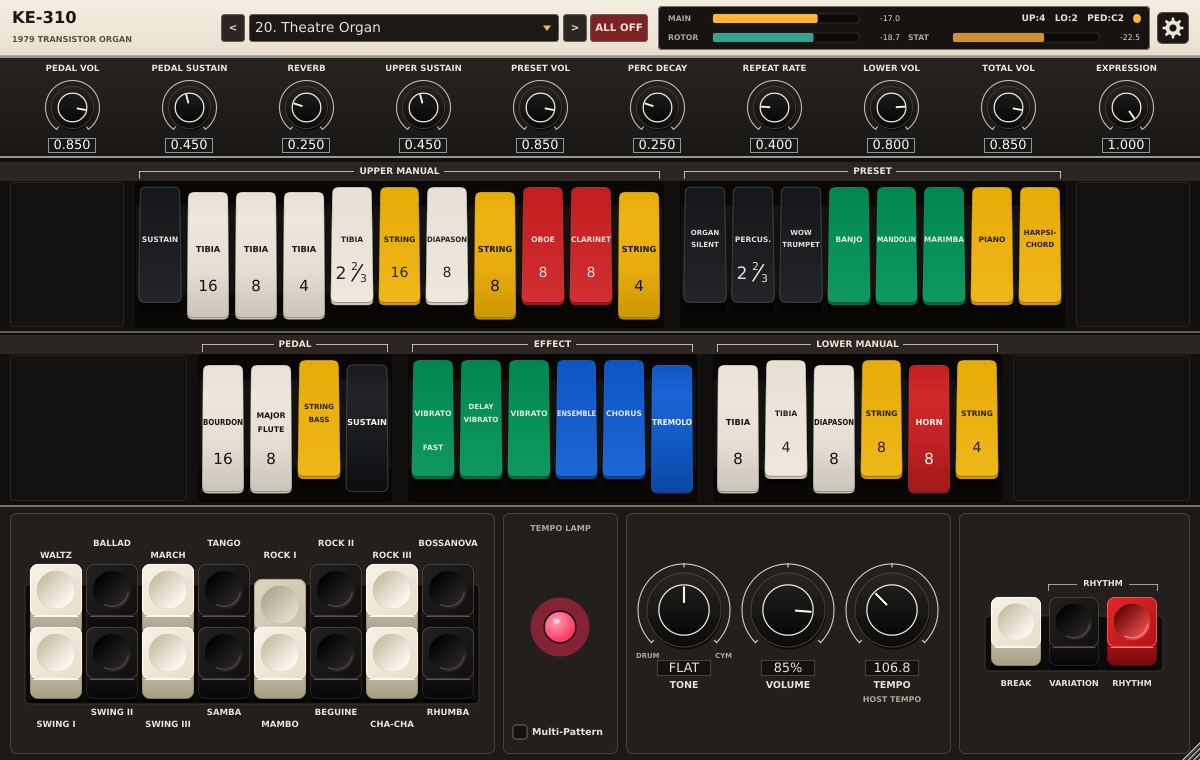 KE-310
1979 TRANSISTOR ORGAN
<
20. Theatre Organ
>
ALL OFF
MAIN -17.0 UP:4 LO:2 PED:C2
ROTOR -18.7 STAT -22.5
PEDAL VOL PEDAL SUSTAIN REVERB UPPER SUSTAIN PRESET VOL PERC DECAY REPEAT RATE LOWER VOL TOTAL VOL EXPRESSION
0.850 0.450 0.250 0.450 0.850 0.250 0.400 0.800 0.850 1.000
UPPER MANUAL PRESET
SUSTAIN
TIBIA 16
TIBIA 8
TIBIA 4
TIBIA 2 2/3
STRING 16
DIAPASON 8
STRING 8
OBOE 8
CLARINET 8
STRING 4
ORGAN SILENT
PERCUS. 2 2/3
WOW TRUMPET
BANJO
MANDOLIN
MARIMBA
PIANO
HARPSI-
CHORD
PEDAL EFFECT LOWER MANUAL
BOURDON 16
MAJOR FLUTE 8
STRING BASS
SUSTAIN
VIBRATO FAST
DELAY VIBRATO
VIBRATO
ENSEMBLE
CHORUS
TREMOLO
TIBIA 8
TIBIA 4
DIAPASON 8
STRING 8
HORN 8
STRING 4
WALTZ BALLAD MARCH TANGO ROCK I ROCK II ROCK III BOSSANOVA
SWING I SWING II SWING III SAMBA MAMBO BEGUINE CHA-CHA RHUMBA
TEMPO LAMP
Multi-Pattern
DRUM CYM
FLAT 85% 106.8
TONE VOLUME TEMPO
HOST TEMPO
RHYTHM
BREAK VARIATION RHYTHM